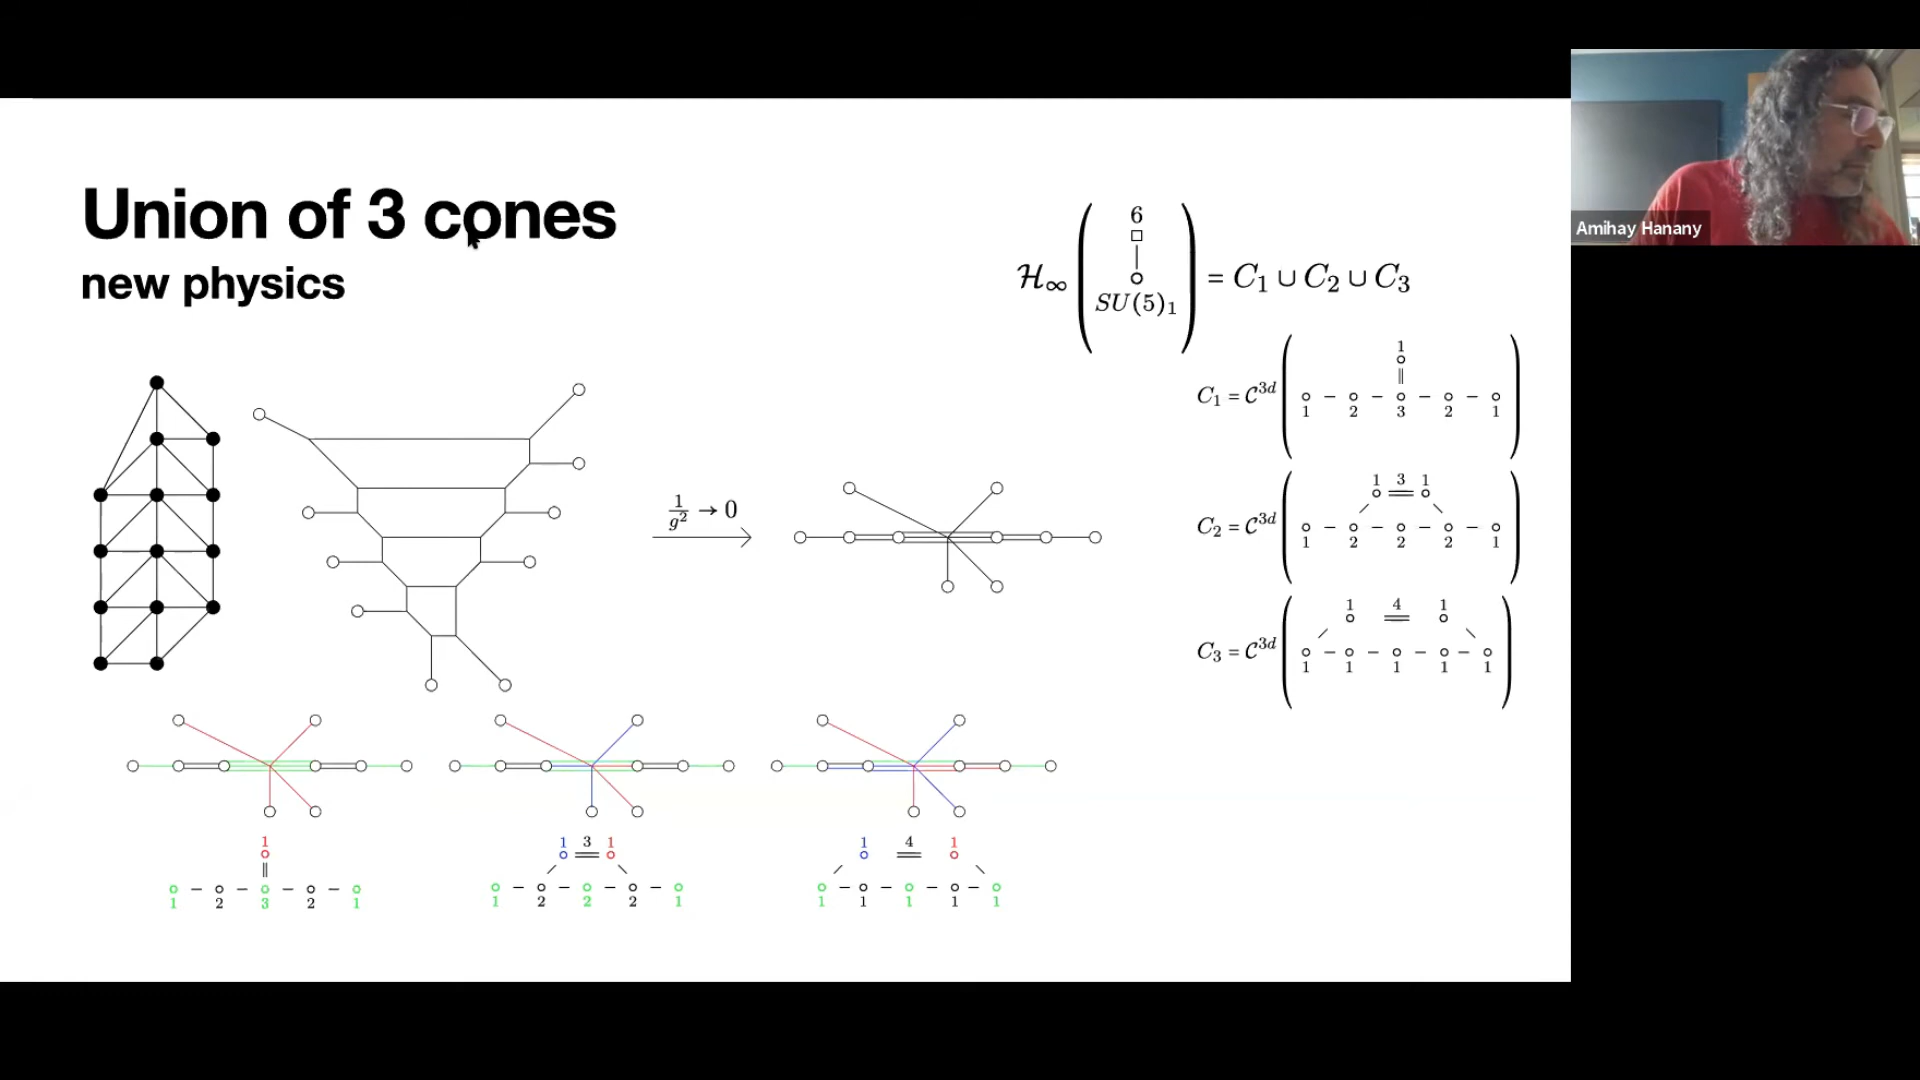 Union of 3 cones
new physics
6
SU(5)₁
ℋ∞ ( ) = C₁ ∪ C₂ ∪ C₃
1/g² → 0
C₁ = 𝒞³ᵈ
1
1 2 3 2 1
C₂ = 𝒞³ᵈ
1 3 1
1 2 2 2 1
C₃ = 𝒞³ᵈ
1 4 1
1 1 1 1 1
1
1 2 3 2 1
1 3 1
1 2 2 2 1
1 4 1
1 1 1 1 1
Amihay Hanany